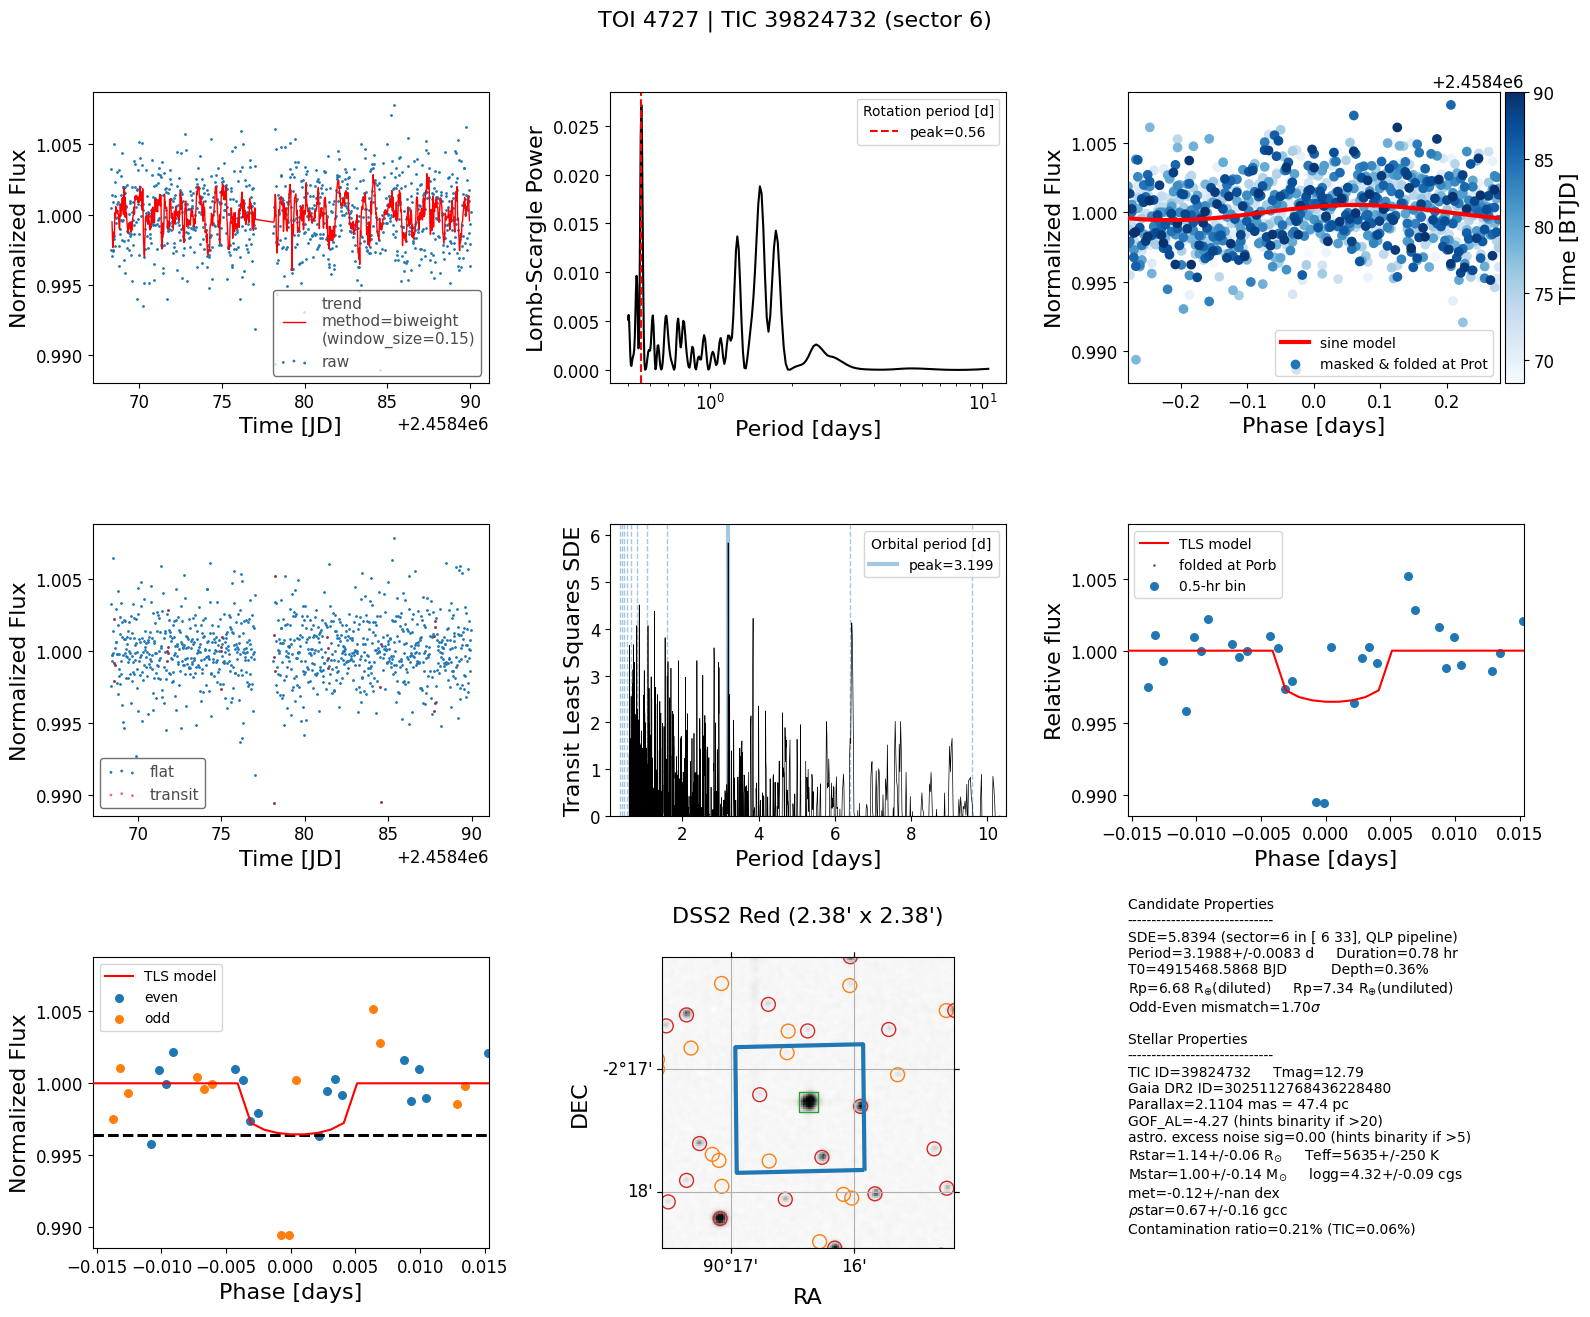 TOI 4727 | TIC 39824732 (sector 6)
Normalized Flux
1.005
1.000
0.995
0.990
trend
method=biweight
(window_size=0.15)
raw
70
75
80
85
90
Time [JD]
+2.4584e6
Lomb-Scargle Power
0.025
0.020
0.015
0.010
0.005
0.000
Rotation period [d]
peak=0.56
10⁰
10¹
Period [days]
Normalized Flux
1.005
1.000
0.995
0.990
sine model
masked & folded at Prot
−0.2
−0.1
0.0
0.1
0.2
Phase [days]
+2.4584e6
90
85
80
75
70
Time [BTJD]
Normalized Flux
1.005
1.000
0.995
0.990
flat
transit
70
75
80
85
90
Time [JD]
+2.4584e6
Transit Least Squares SDE
6
5
4
3
2
1
0
Orbital period [d]
peak=3.199
2
4
6
8
10
Period [days]
Relative flux
1.005
1.000
0.995
0.990
TLS model
folded at Porb
0.5-hr bin
−0.015
−0.010
−0.005
0.000
0.005
0.010
0.015
Phase [days]
Normalized Flux
1.005
1.000
0.995
0.990
TLS model
even
odd
−0.015
−0.010
−0.005
0.000
0.005
0.010
0.015
Phase [days]
DSS2 Red (2.38' x 2.38')
DEC
-2°17'
18'
90°17'
16'
RA
Candidate Properties
------------------------------
SDE=5.8394 (sector=6 in [ 6 33], QLP pipeline)
Period=3.1988+/-0.0083 d Duration=0.78 hr
T0=4915468.5868 BJD Depth=0.36%
Rp=6.68 R⊕(diluted) Rp=7.34 R⊕(undiluted)
Odd-Even mismatch=1.70σ
Stellar Properties
------------------------------
TIC ID=39824732 Tmag=12.79
Gaia DR2 ID=3025112768436228480
Parallax=2.1104 mas = 47.4 pc
GOF_AL=-4.27 (hints binarity if >20)
astro. excess noise sig=0.00 (hints binarity if >5)
Rstar=1.14+/-0.06 R⊙ Teff=5635+/-250 K
Mstar=1.00+/-0.14 M⊙ logg=4.32+/-0.09 cgs
met=-0.12+/-nan dex
ρstar=0.67+/-0.16 gcc
Contamination ratio=0.21% (TIC=0.06%)